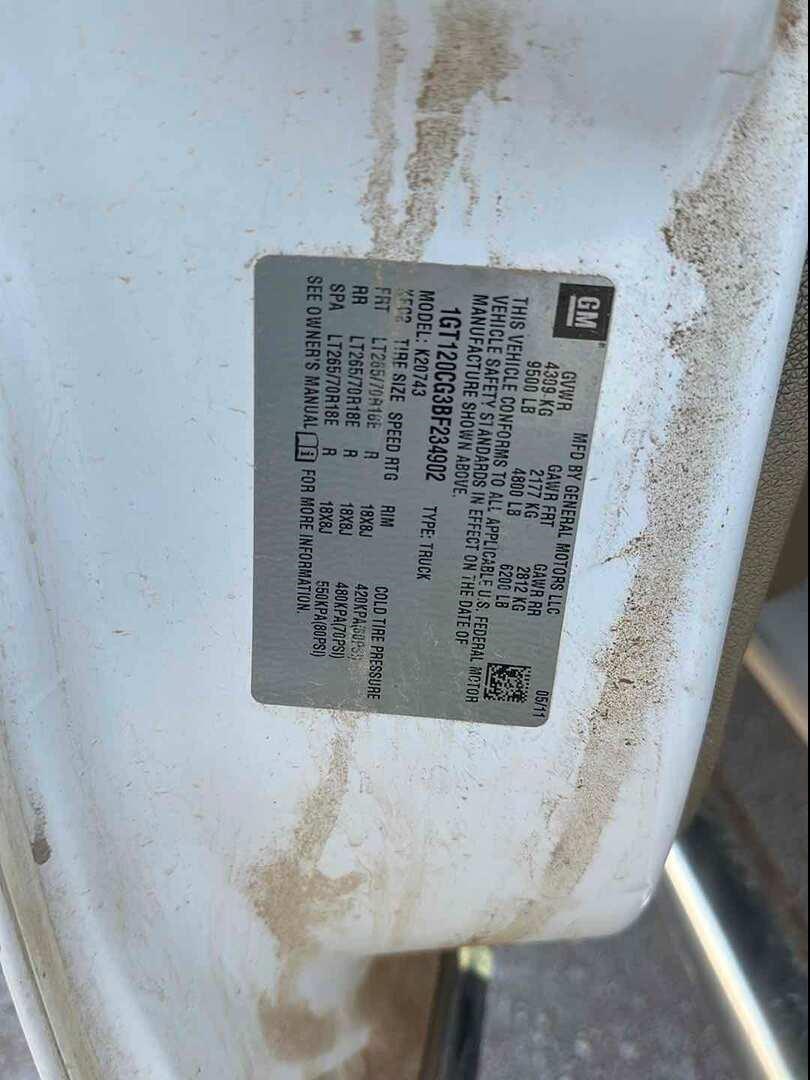 GM
MFD BY GENERAL MOTORS LLC
05/11
GVWR GAWR FRT GAWR RR
4309 KG 2177 KG 2812 KG
9500 LB 4800 LB 6200 LB
THIS VEHICLE CONFORMS TO ALL APPLICABLE U.S. FEDERAL MOTOR
VEHICLE SAFETY STANDARDS IN EFFECT ON THE DATE OF
MANUFACTURE SHOWN ABOVE.
1GT120CG3BF234902 TYPE: TRUCK
MODEL: K20743
TIRE SIZE SPEED RTG RIM COLD TIRE PRESSURE
FRT LT265/70R18E R 18X8J
RR LT265/70R18E R 18X8J 480KPA(70PSI)
SPA LT265/70R18E R 18X8J 550KPA(80PSI)
SEE OWNER'S MANUAL FOR MORE INFORMATION.